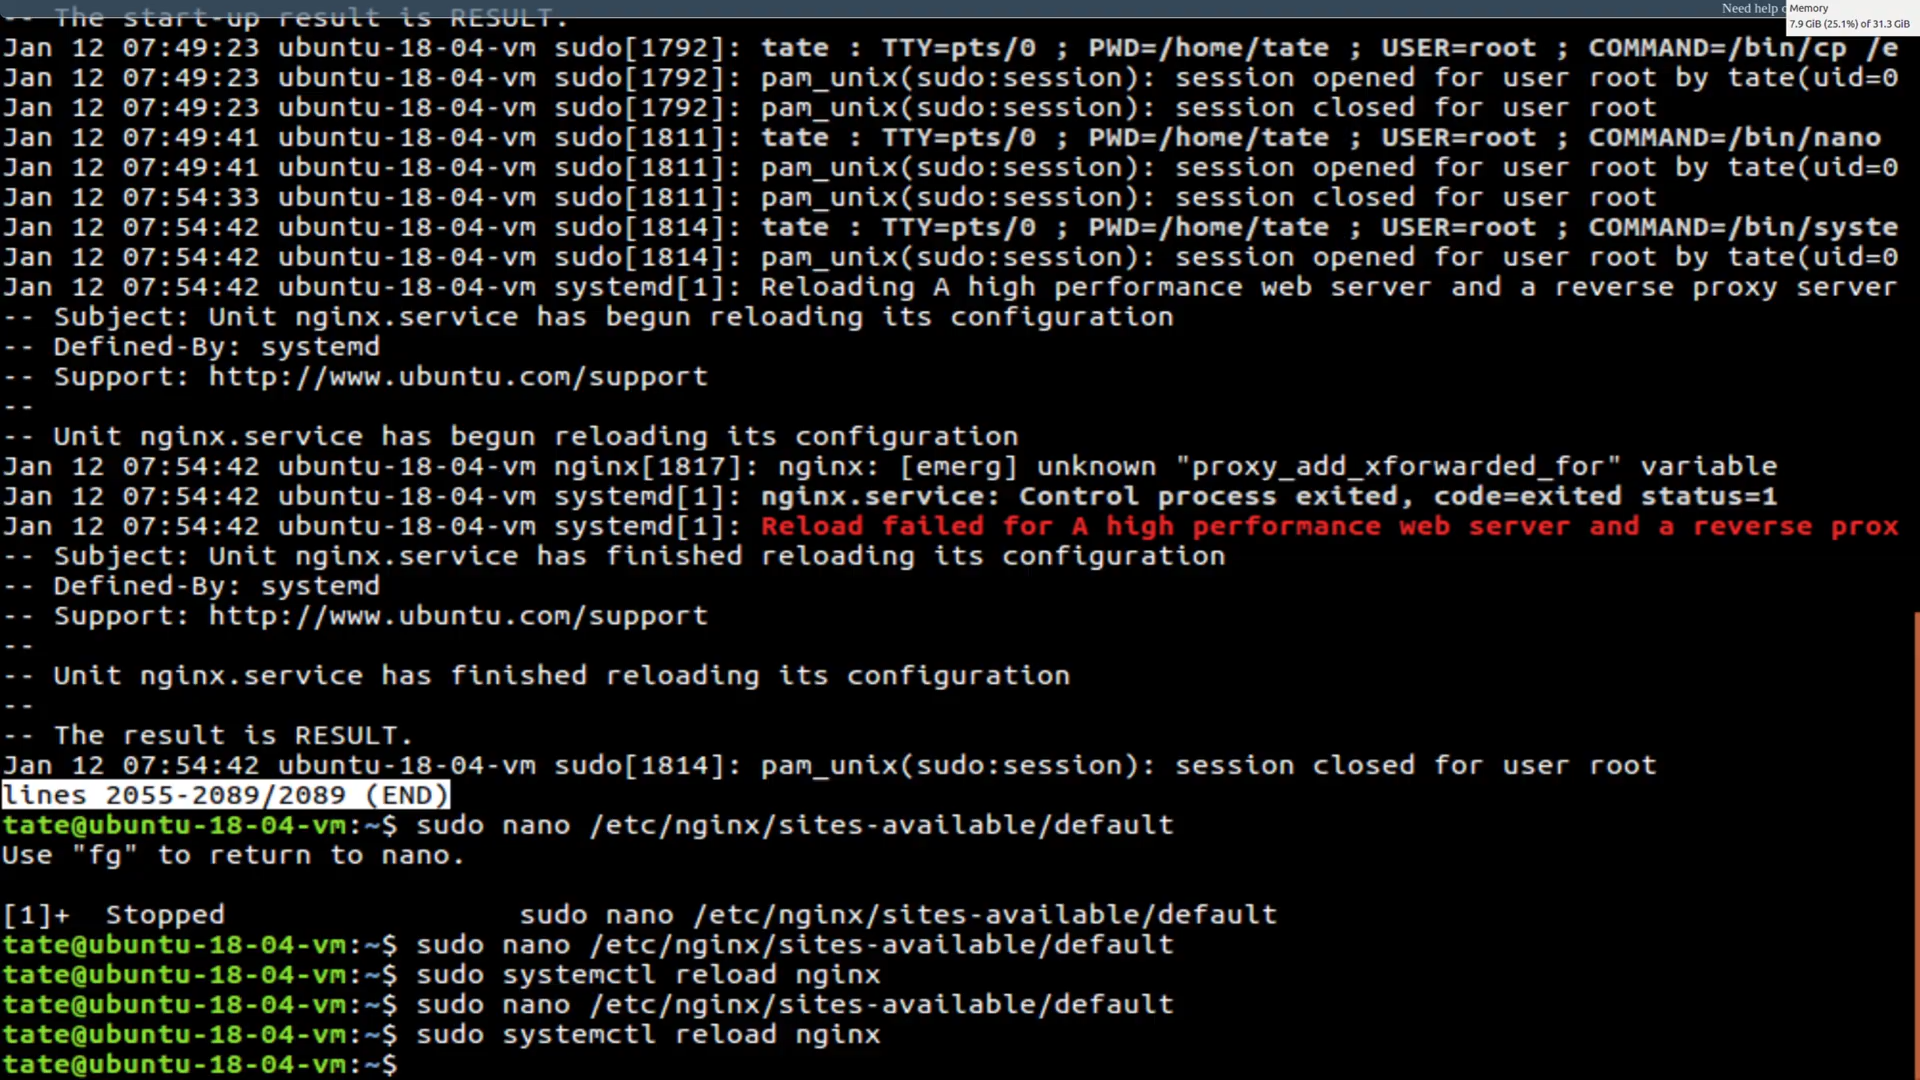 -- The start-up result is RESULT.
Need help
Memory
7.9 GiB (25.1%) of 31.3 GiB
Jan 12 07:49:23 ubuntu-18-04-vm sudo[1792]: tate : TTY=pts/0 ; PWD=/home/tate ; USER=root ; COMMAND=/bin/cp /e
Jan 12 07:49:23 ubuntu-18-04-vm sudo[1792]: pam_unix(sudo:session): session opened for user root by tate(uid=0
Jan 12 07:49:23 ubuntu-18-04-vm sudo[1792]: pam_unix(sudo:session): session closed for user root
Jan 12 07:49:41 ubuntu-18-04-vm sudo[1811]: tate : TTY=pts/0 ; PWD=/home/tate ; USER=root ; COMMAND=/bin/nano
Jan 12 07:49:41 ubuntu-18-04-vm sudo[1811]: pam_unix(sudo:session): session opened for user root by tate(uid=0
Jan 12 07:54:33 ubuntu-18-04-vm sudo[1811]: pam_unix(sudo:session): session closed for user root
Jan 12 07:54:42 ubuntu-18-04-vm sudo[1814]: tate : TTY=pts/0 ; PWD=/home/tate ; USER=root ; COMMAND=/bin/syste
Jan 12 07:54:42 ubuntu-18-04-vm sudo[1814]: pam_unix(sudo:session): session opened for user root by tate(uid=0
Jan 12 07:54:42 ubuntu-18-04-vm systemd[1]: Reloading A high performance web server and a reverse proxy server
-- Subject: Unit nginx.service has begun reloading its configuration
-- Defined-By: systemd
-- Support: http://www.ubuntu.com/support
--
-- Unit nginx.service has begun reloading its configuration
Jan 12 07:54:42 ubuntu-18-04-vm nginx[1817]: nginx: [emerg] unknown "proxy_add_xforwarded_for" variable
Jan 12 07:54:42 ubuntu-18-04-vm systemd[1]: nginx.service: Control process exited, code=exited status=1
Jan 12 07:54:42 ubuntu-18-04-vm systemd[1]: Reload failed for A high performance web server and a reverse prox
-- Subject: Unit nginx.service has finished reloading its configuration
-- Defined-By: systemd
-- Support: http://www.ubuntu.com/support
--
-- Unit nginx.service has finished reloading its configuration
--
-- The result is RESULT.
Jan 12 07:54:42 ubuntu-18-04-vm sudo[1814]: pam_unix(sudo:session): session closed for user root
lines 2055-2089/2089 (END)
tate@ubuntu-18-04-vm:~$ sudo nano /etc/nginx/sites-available/default
Use "fg" to return to nano.
[1]+  Stopped                 sudo nano /etc/nginx/sites-available/default
tate@ubuntu-18-04-vm:~$ sudo nano /etc/nginx/sites-available/default
tate@ubuntu-18-04-vm:~$ sudo systemctl reload nginx
tate@ubuntu-18-04-vm:~$ sudo nano /etc/nginx/sites-available/default
tate@ubuntu-18-04-vm:~$ sudo systemctl reload nginx
tate@ubuntu-18-04-vm:~$